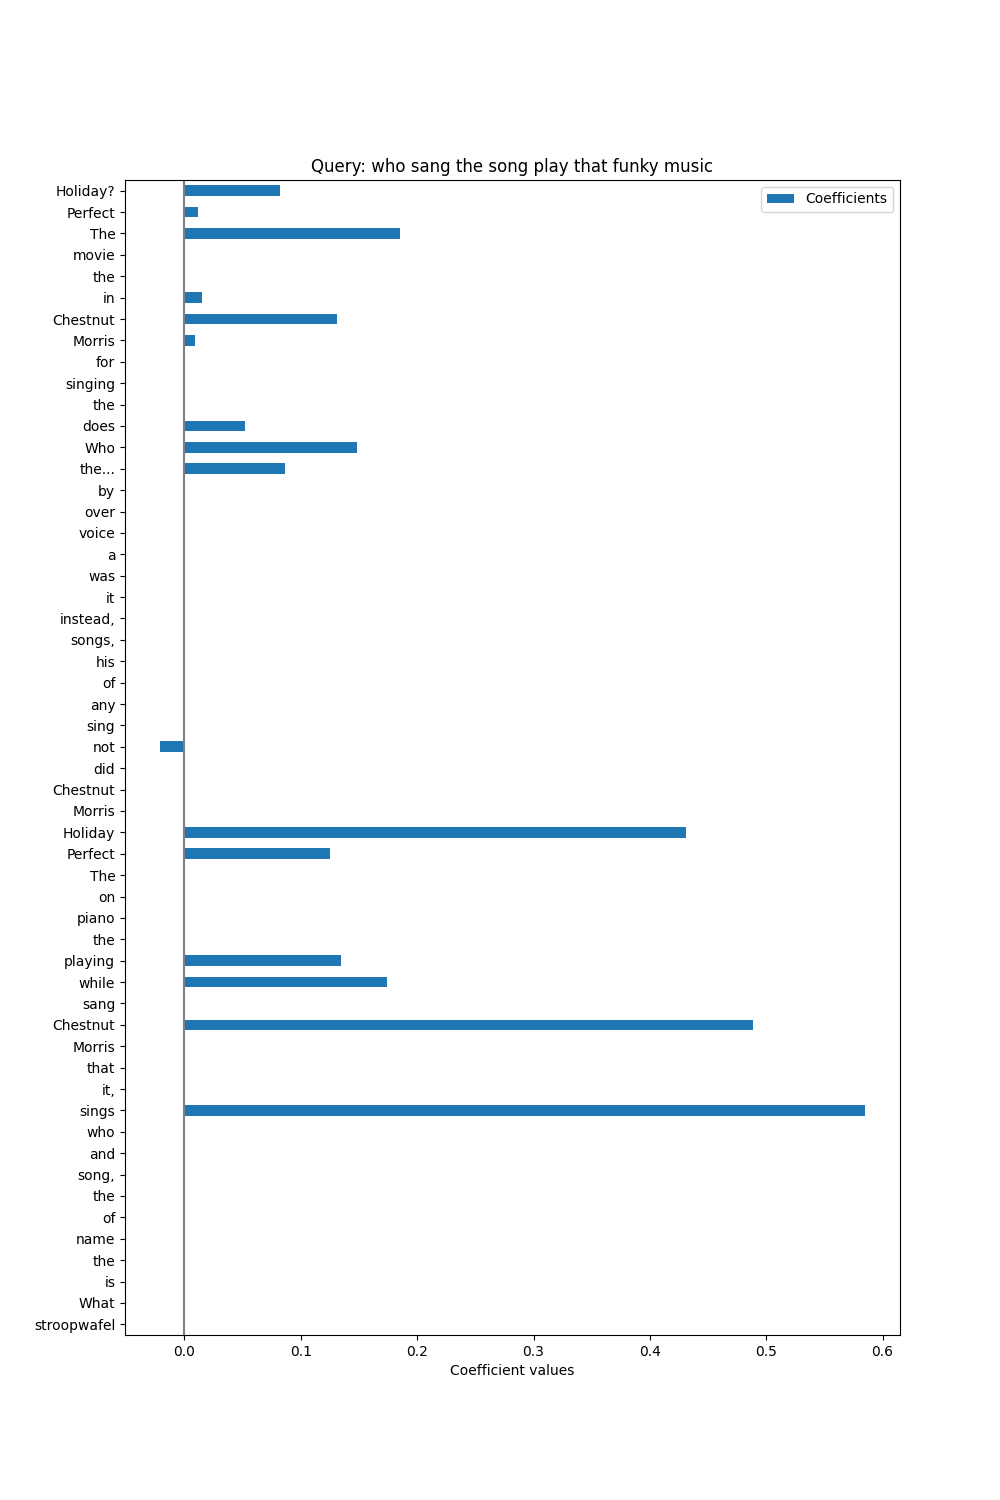 Query: who sang the song play that funky music
Coefficients
Holiday?
Perfect
The
movie
the
in
Chestnut
Morris
for
singing
the
does
Who
the...
by
over
voice
a
was
it
instead,
songs,
his
of
any
sing
not
did
Chestnut
Morris
Holiday
Perfect
The
on
piano
the
playing
while
sang
Chestnut
Morris
that
it,
sings
who
and
song,
the
of
name
the
is
What
stroopwafel
0.0 0.1 0.2 0.3 0.4 0.5 0.6
Coefficient values